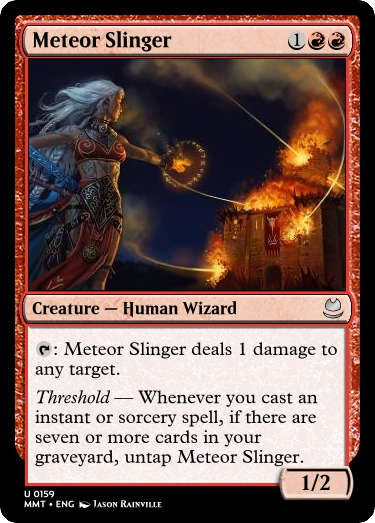 Meteor Slinger 1
Creature — Human Wizard
: Meteor Slinger deals 1 damage to
any target.
Threshold — Whenever you cast an
instant or sorcery spell, if there are
seven or more cards in your
graveyard, untap Meteor Slinger.
1/2
U 0159
MMT • ENG Jason Rainville